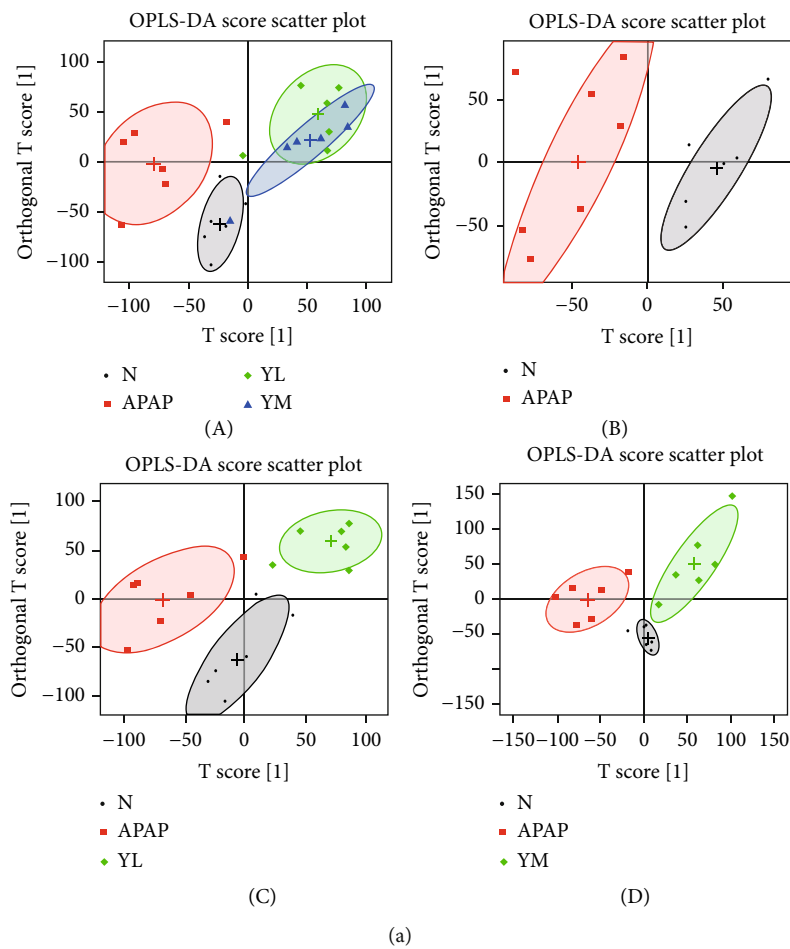 OPLS-DA score scatter plot
Orthogonal T score [1]
100
50
0
−50
−100
−100 −50 0 50 100
T score [1]
N YL
APAP YM
(A)
OPLS-DA score scatter plot
Orthogonal T score [1]
50
0
−50
−50 0 50
T score [1]
N
APAP
(B)
OPLS-DA score scatter plot
Orthogonal T score [1]
100
50
0
−50
−100
−100 −50 0 50 100
T score [1]
N
APAP
YL
(C)
OPLS-DA score scatter plot
Orthogonal T score [1]
150
100
50
0
−50
−150
−150 −100 −50 0 50 100 150
T score [1]
N
APAP
YM
(D)
(a)